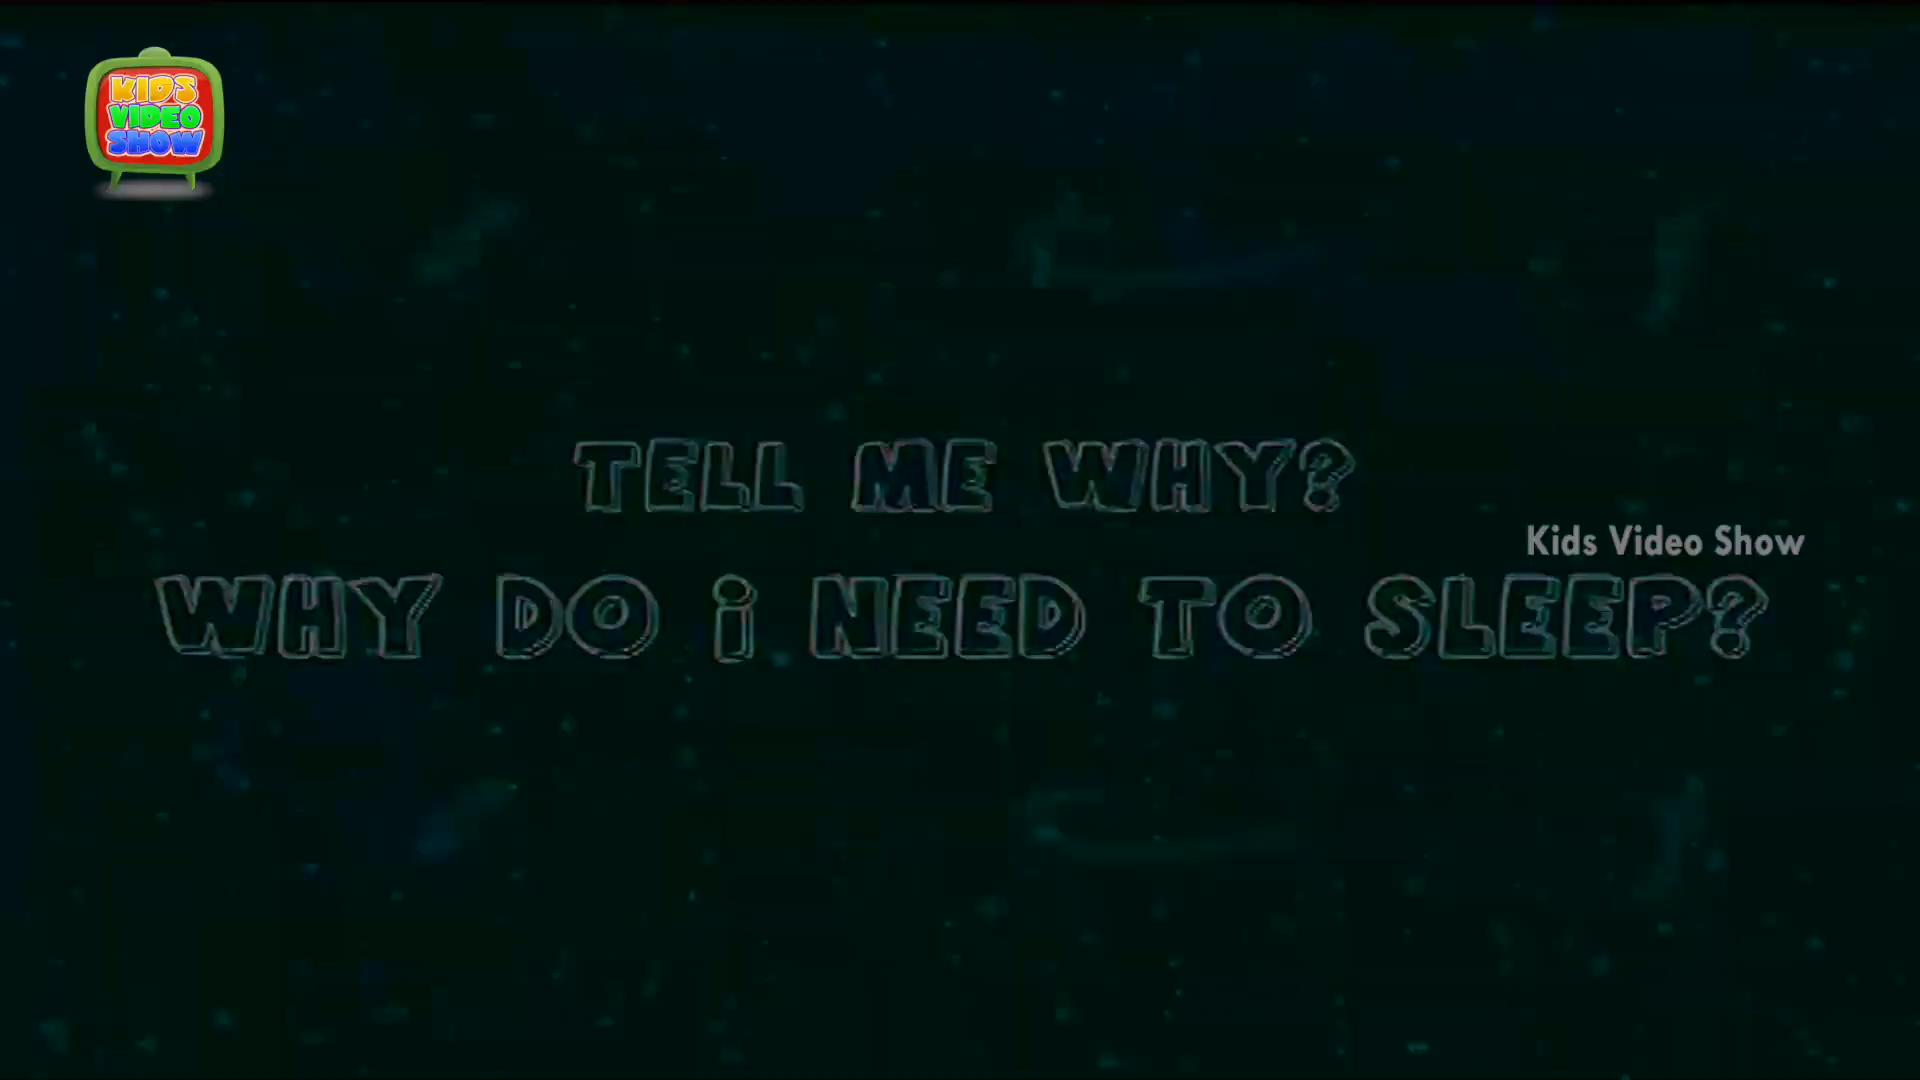 KIDS
VIDEO
SHOW
TELL ME WHY?
Kids Video Show
WHY DO i NEED TO SLEEP?